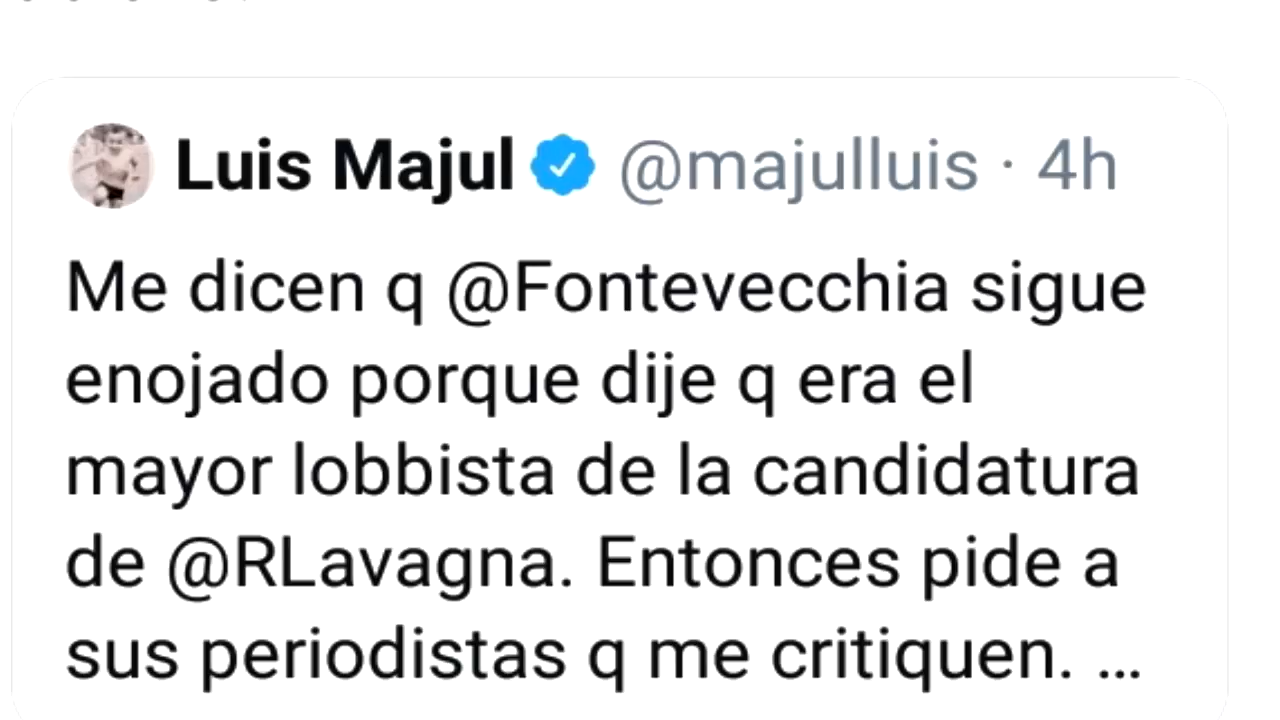 Luis Majul @majulluis · 4h
Me dicen q @Fontevecchia sigue
enojado porque dije q era el
mayor lobbista de la candidatura
de @RLavagna. Entonces pide a
sus periodistas q me critiquen. ...